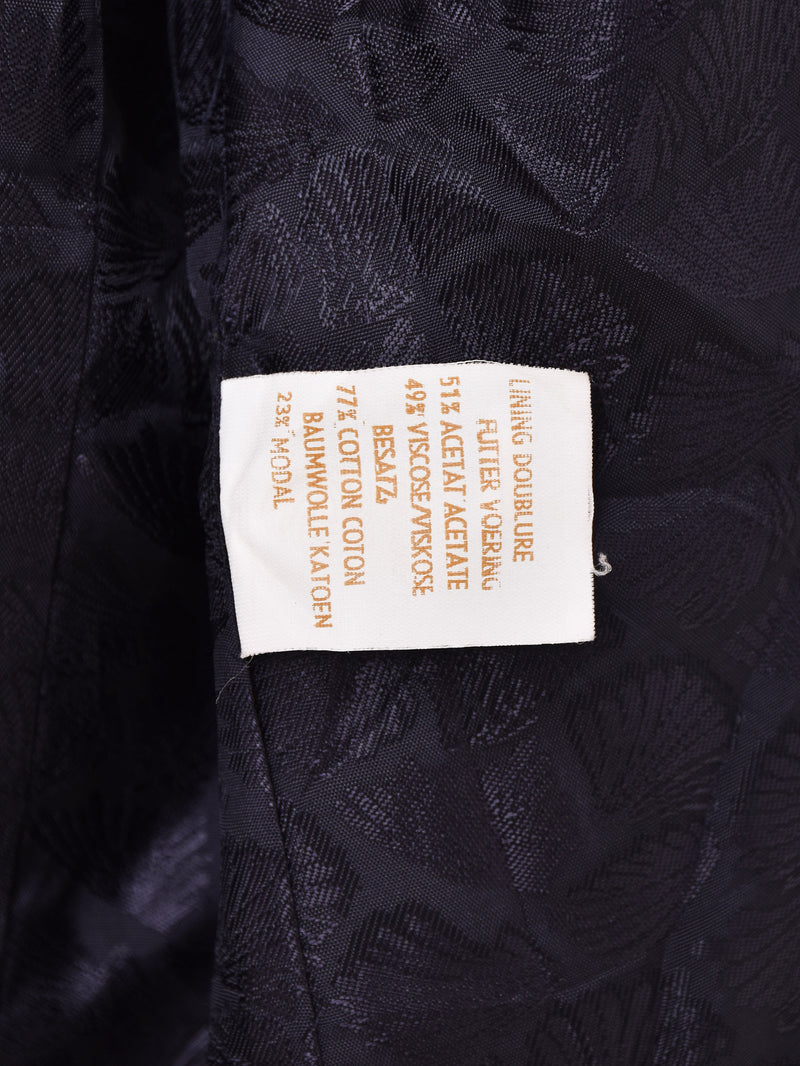 LINING DOUBLURE
FUTTER VOERING
51% ACETAT ACETATE
49% VISCOSE/VISKOSE
BESATZ
77% COTTON COTON
BAUMWOLLE KATOEN
23% MODAL